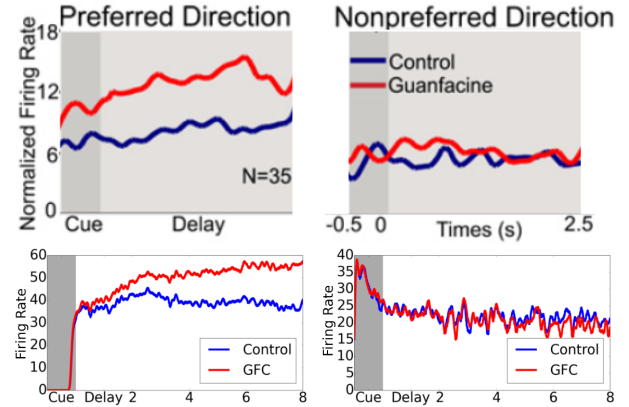 Preferred Direction
Nonpreferred Direction
Normalized Firing Rate
18
12
6
0
N=35
Cue Delay
Control
Guanfacine
-0.5 0 Times (s) 2.5
Firing Rate
60
50
40
30
20
10
0
Control
GFC
Cue Delay 2 4 6 8
Firing Rate
40
35
30
25
20
15
10
5
0
Control
GFC
Cue Delay 2 4 6 8